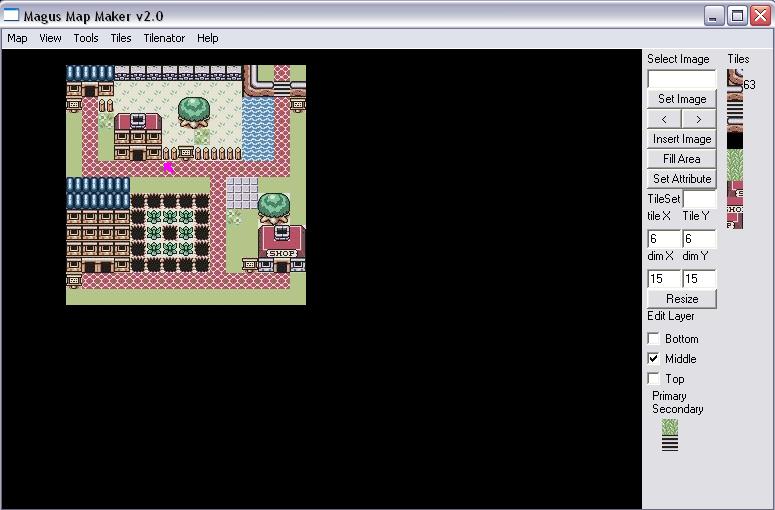 Magus Map Maker v2.0
Map View Tools Tiles Tilenator Help
Select Image Tiles
63
Set Image
< >
Insert Image
Fill Area
Set Attribute
TileSet
tile X Tile Y
6 6
dim X dim Y
15 15
Resize
Edit Layer
Bottom
Middle
Top
Primary
Secondary
SHOP